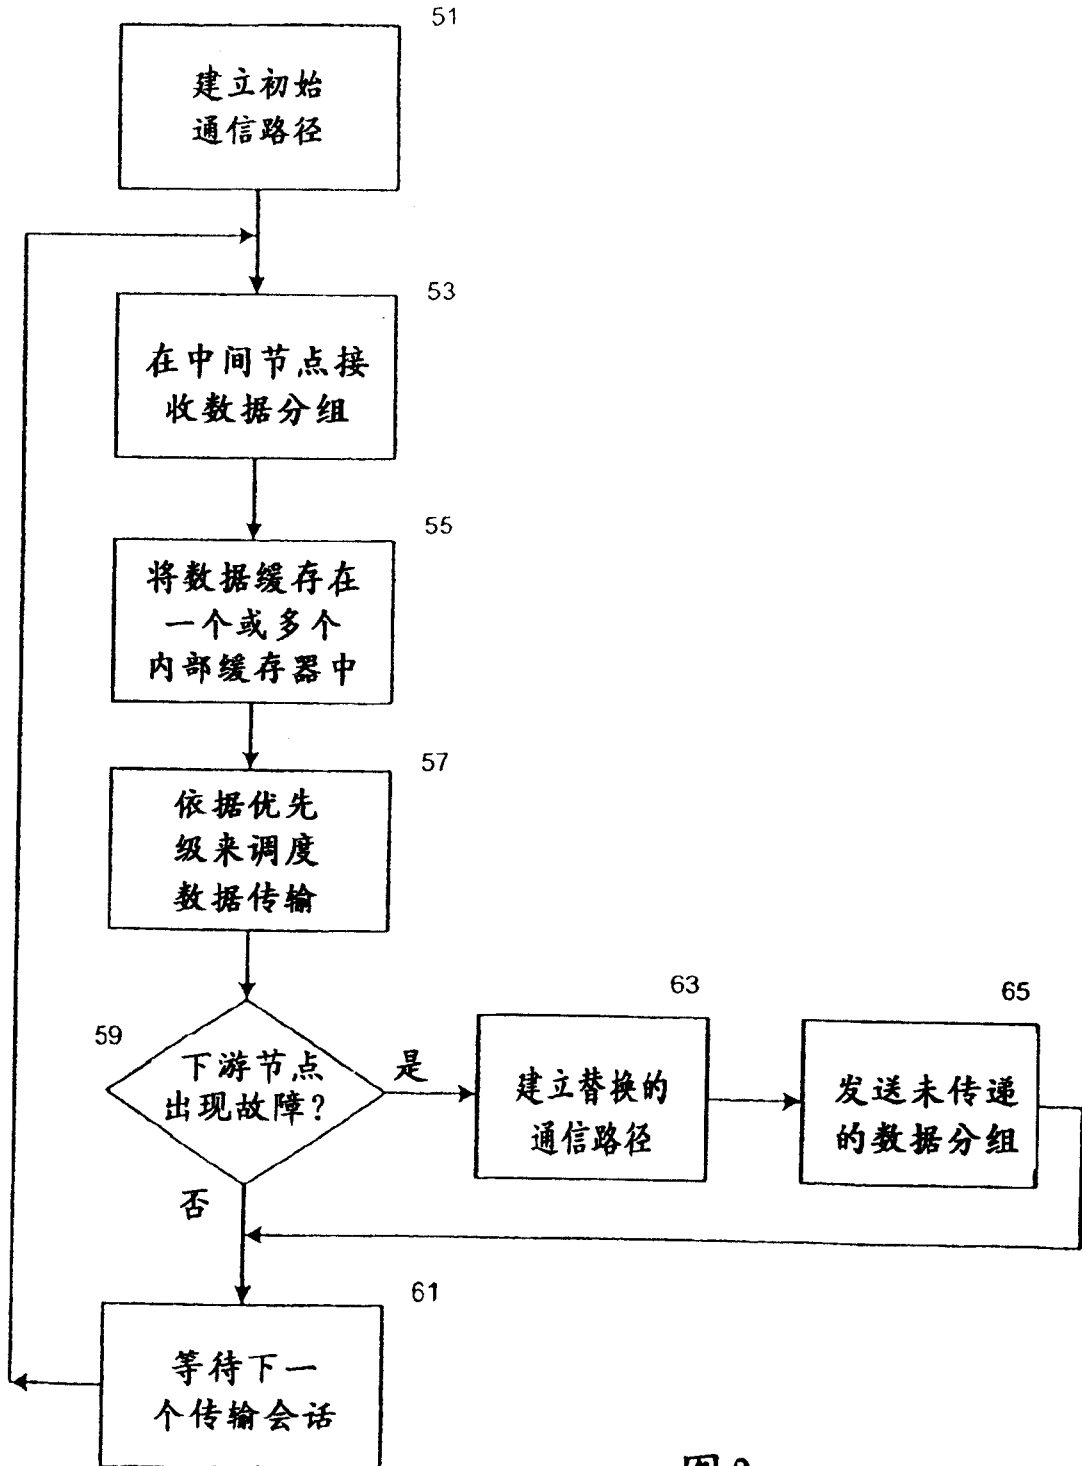 51
建立初始
通信路径
53
在中间节点接
收数据分组
55
将数据缓存在
一个或多个
内部缓存器中
57
依据优先
级来调度
数据传输
59
下游节点
出现故障?
是
63
建立替换的
通信路径
65
发送未传递
的数据分组
否
61
等待下一
个传输会话